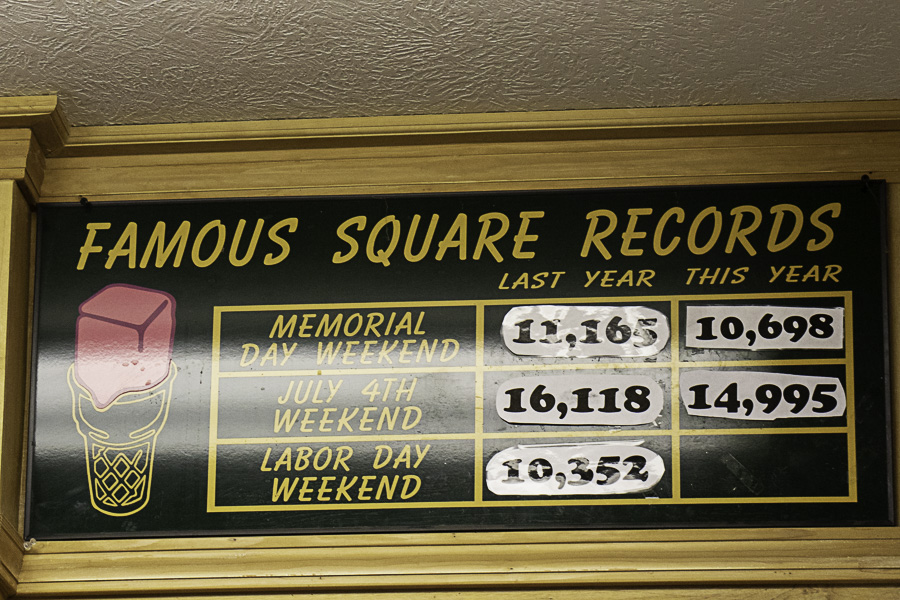 FAMOUS SQUARE RECORDS
LAST YEAR THIS YEAR
MEMORIAL
DAY WEEKEND 11,165 10,698
JULY 4TH
WEEKEND 16,118 14,995
LABOR DAY
WEEKEND 10,352